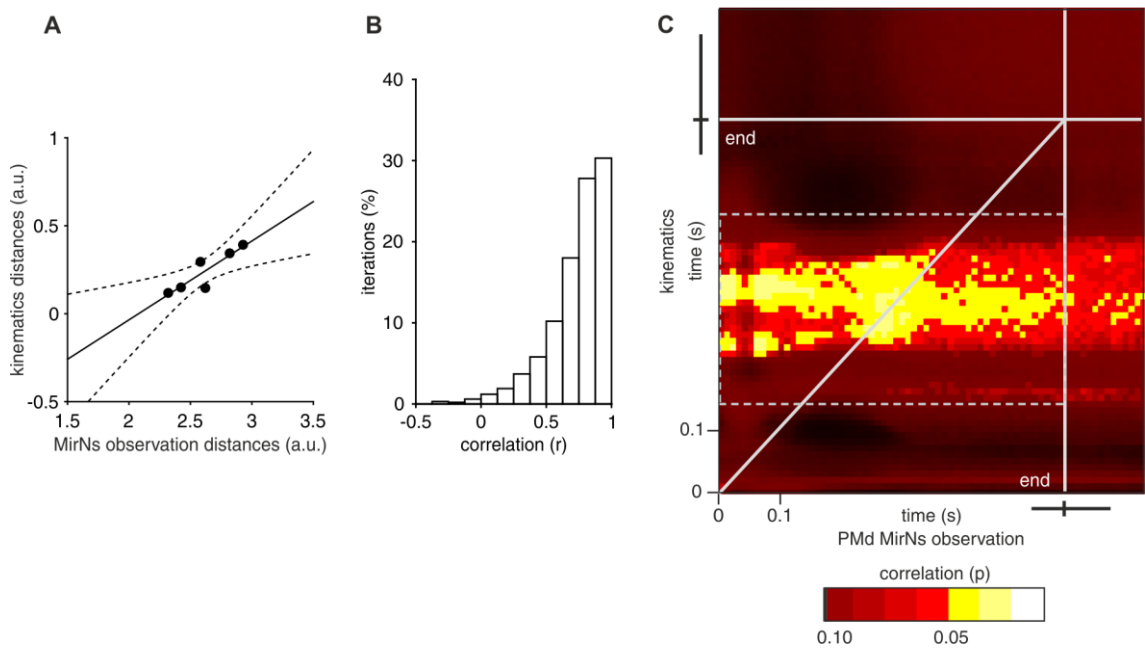 A
kinematics distances (a.u.)
1
0.5
0
-0.5
1.5
2
2.5
3
3.5
MirNs observation distances (a.u.)
B
iterations (%)
40
30
20
10
0
-0.5
0
0.5
1
correlation (r)
C
kinematics
time (s)
end
end
0.1
0
0
0.1
time (s)
PMd MirNs observation
correlation (p)
0.10
0.05